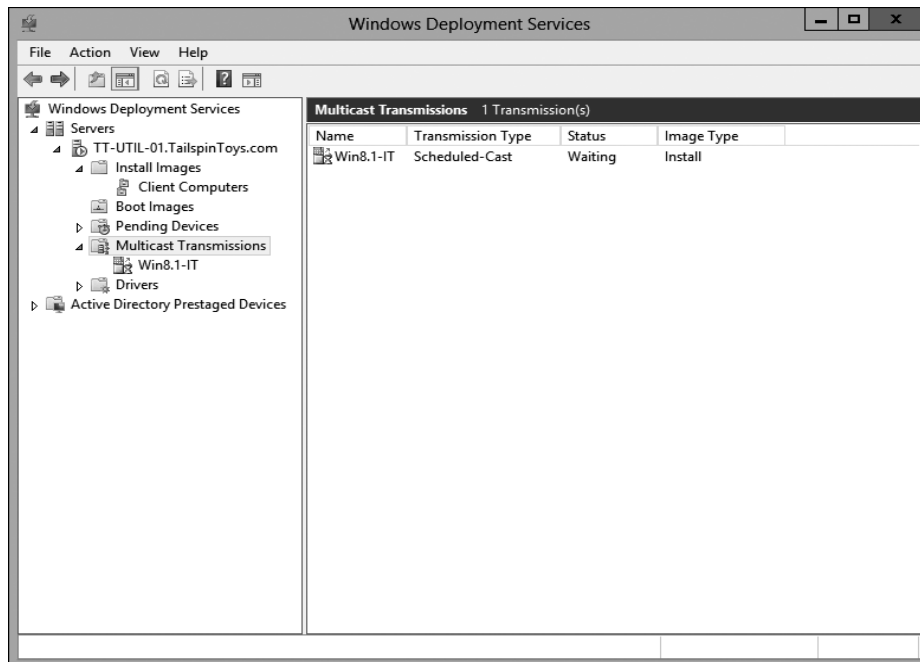 Windows Deployment Services
File Action View Help
Windows Deployment Services
Servers
TT-UTIL-01.TailspinToys.com
Install Images
Client Computers
Boot Images
Pending Devices
Multicast Transmissions
Win8.1-IT
Drivers
Active Directory Prestaged Devices
Multicast Transmissions 1 Transmission(s)
Name Transmission Type Status Image Type
Win8.1-IT Scheduled-Cast Waiting Install